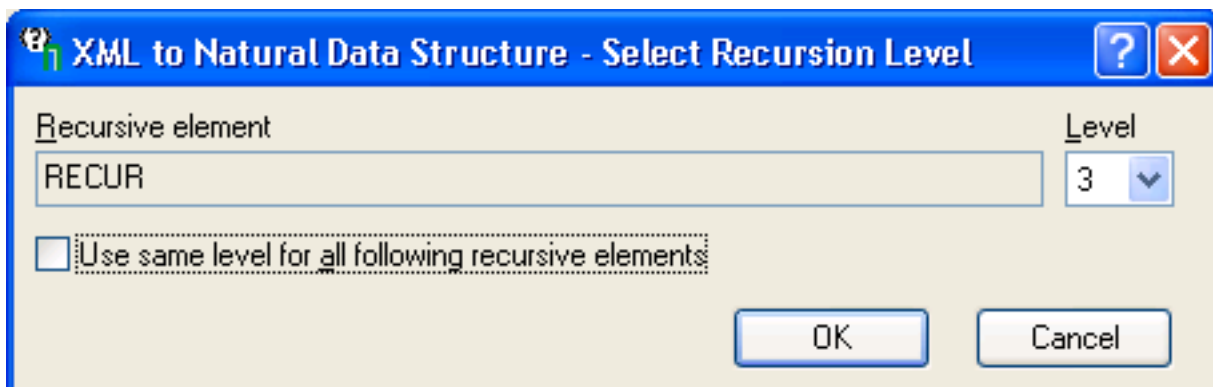 XML to Natural Data Structure - Select Recursion Level
Recursive element
Level
RECUR
3
Use same level for all following recursive elements
OK
Cancel